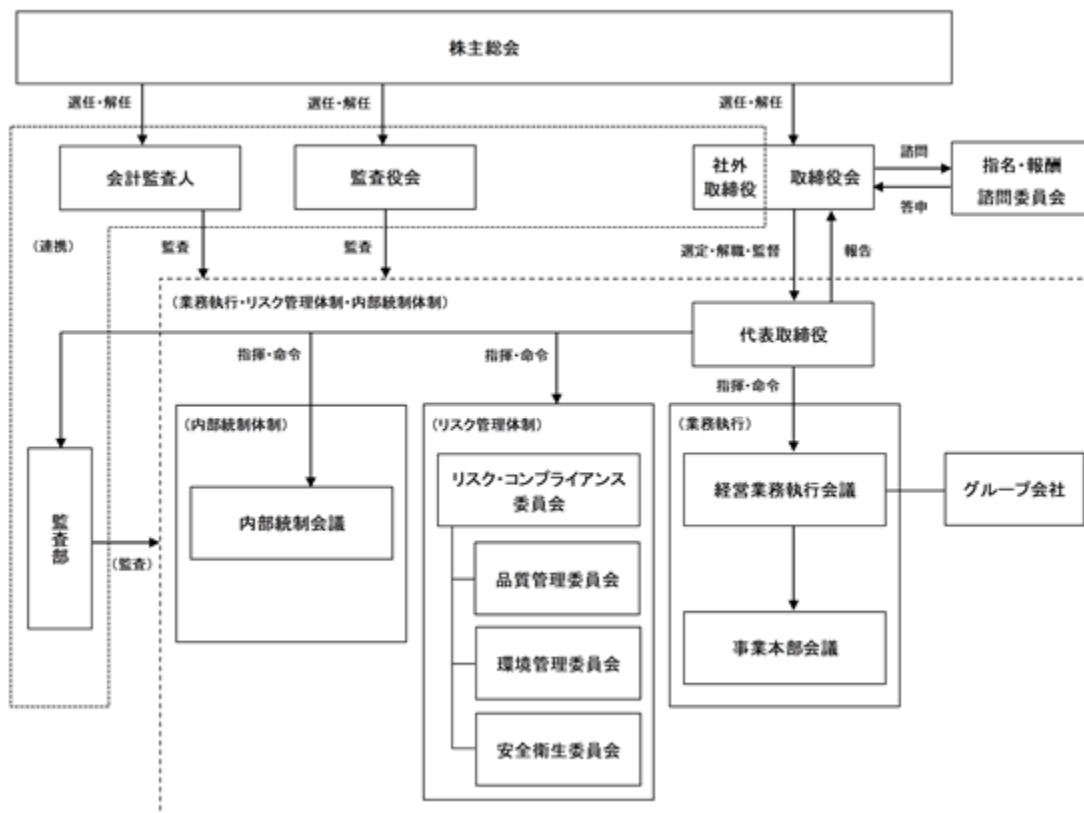 株主総会
選任・解任
選任・解任
選任・解任
会計監査人
監査役会
社外
取締役
取締役会
諮問
答申
指名・報酬
諮問委員会
(連携)
監査
監査
選定・解職・監督
報告
(業務執行・リスク管理体制・内部統制体制)
代表取締役
指揮・命令
指揮・命令
指揮・命令
(内部統制体制)
(リスク管理体制)
(業務執行)
監査部
(監査)
内部統制会議
リスク・コンプライアンス
委員会
経営業務執行会議
グループ会社
品質管理委員会
環境管理委員会
事業本部会議
安全衛生委員会